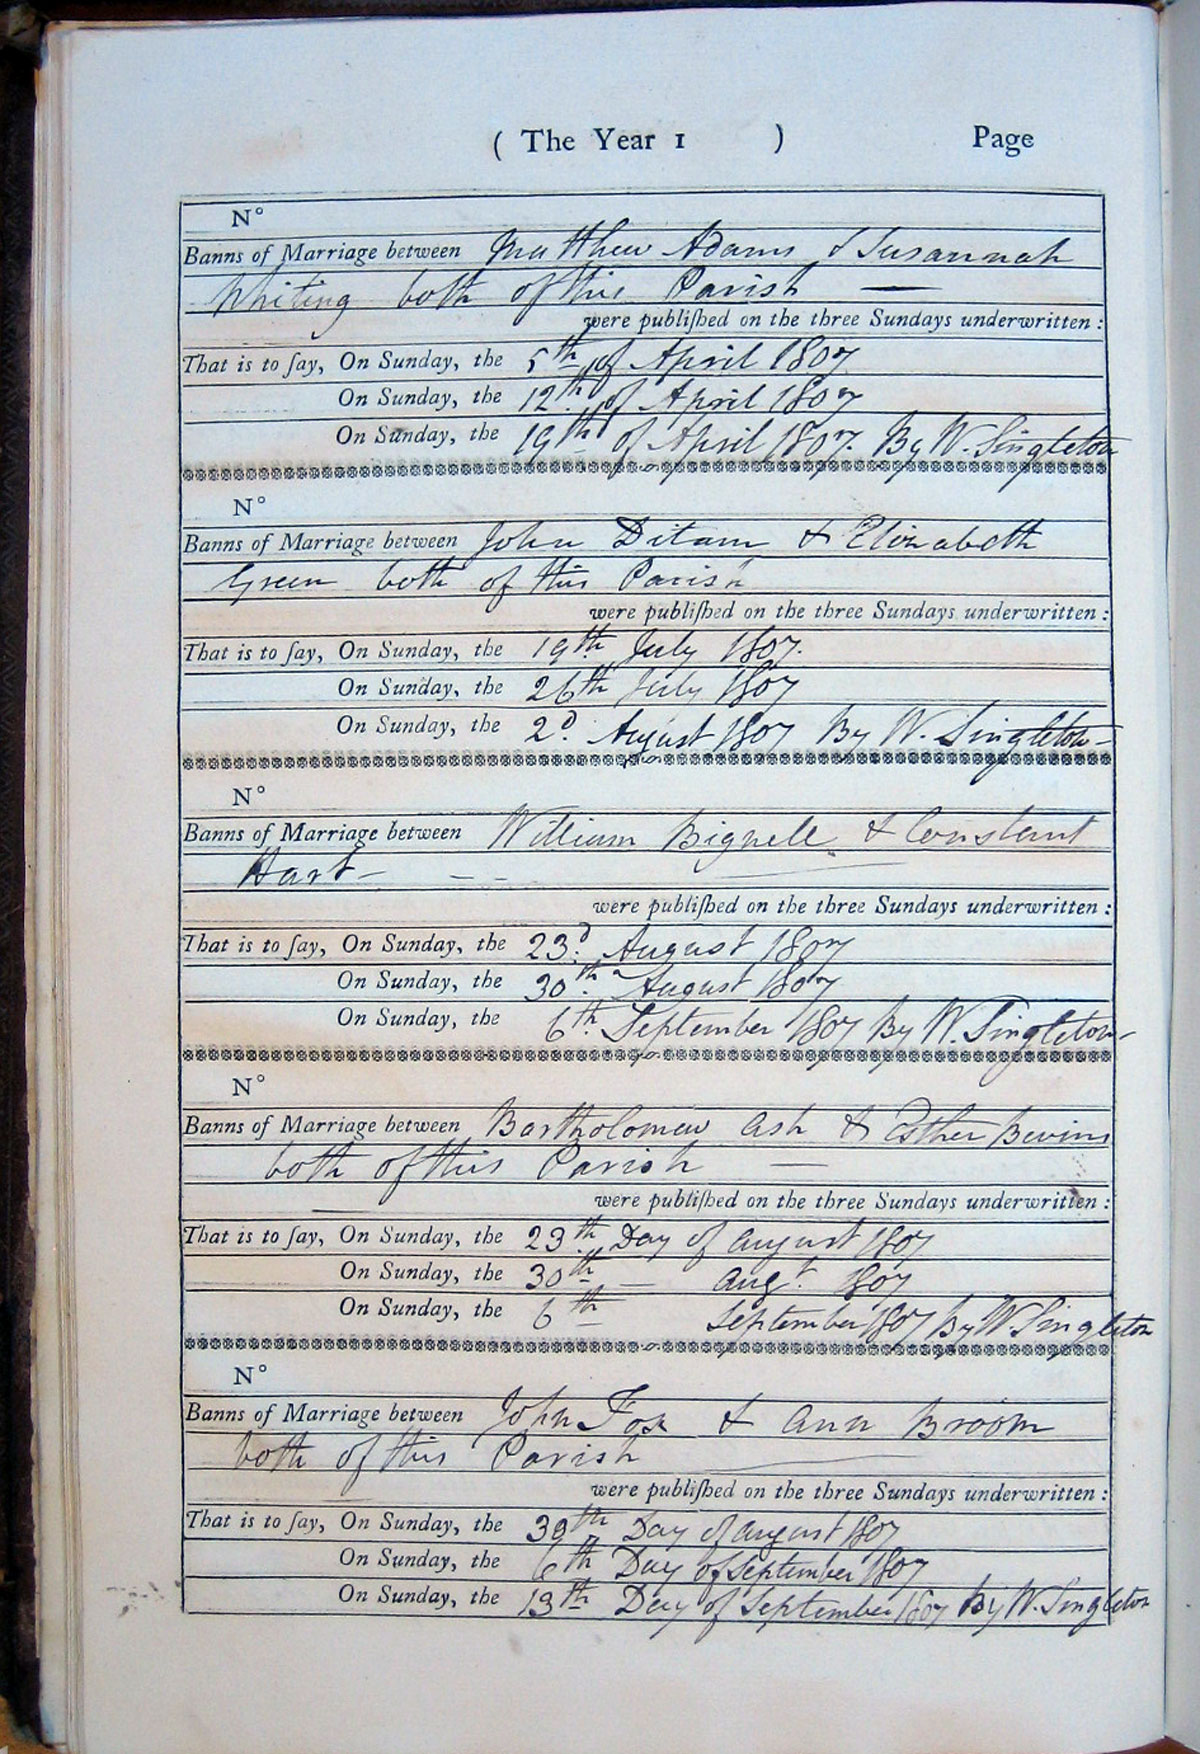 ( The Year 1 ) Page
N°
Banns of Marriage between Matthew Adams & Susannah
Whiting both of this Parish —
were publiſhed on the three Sundays underwritten :
That is to ſay, On Sunday, the 5th of April 1807
On Sunday, the 12th of April 1807
On Sunday, the 19th of April 1807. By W. Singleton
N°
Banns of Marriage between John Ditam & Elizabeth
Green both of this Parish
were publiſhed on the three Sundays underwritten :
That is to ſay, On Sunday, the 19th July 1807.
On Sunday, the 26th July 1807
On Sunday, the 2d. August 1807 By W. Singleton –
N°
Banns of Marriage between William Bignell & Constant
Hart – – –
were publiſhed on the three Sundays underwritten :
That is to ſay, On Sunday, the 23d. August 1807
On Sunday, the 30th. August 1807
On Sunday, the 6th. September 1807 By W. Singleton –
N°
Banns of Marriage between Bartholomew Ash & Esther Bevins
both of this Parish —
were publiſhed on the three Sundays underwritten :
That is to ſay, On Sunday, the 23th Day of August 1807
On Sunday, the 30th — Augt. 1807
On Sunday, the 6th September 1807 By W Singleton
N°
Banns of Marriage between John Fox & Ann Broom
both of this Parish
were publiſhed on the three Sundays underwritten :
That is to ſay, On Sunday, the 30th Day of August 1807
On Sunday, the 6th Day of September 1807
On Sunday, the 13th Day of September 1807 By W. Singleton